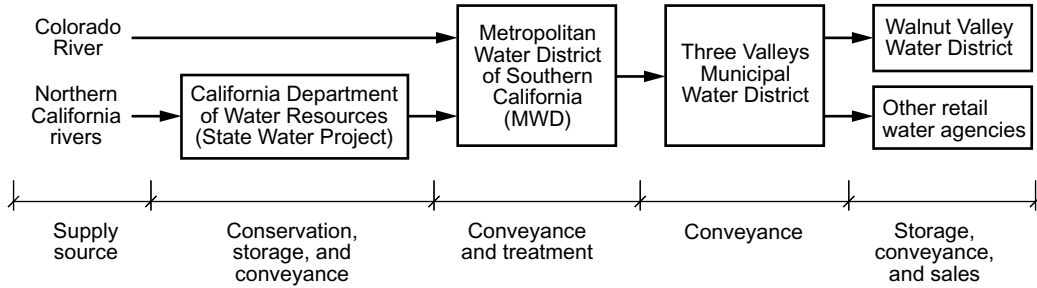 Colorado
River
Northern
California
rivers
California Department
of Water Resources
(State Water Project)
Metropolitan
Water District
of Southern
California
(MWD)
Three Valleys
Municipal
Water District
Walnut Valley
Water District
Other retail
water agencies
Supply
source
Conservation,
storage, and
conveyance
Conveyance
and treatment
Conveyance
Storage,
conveyance,
and sales